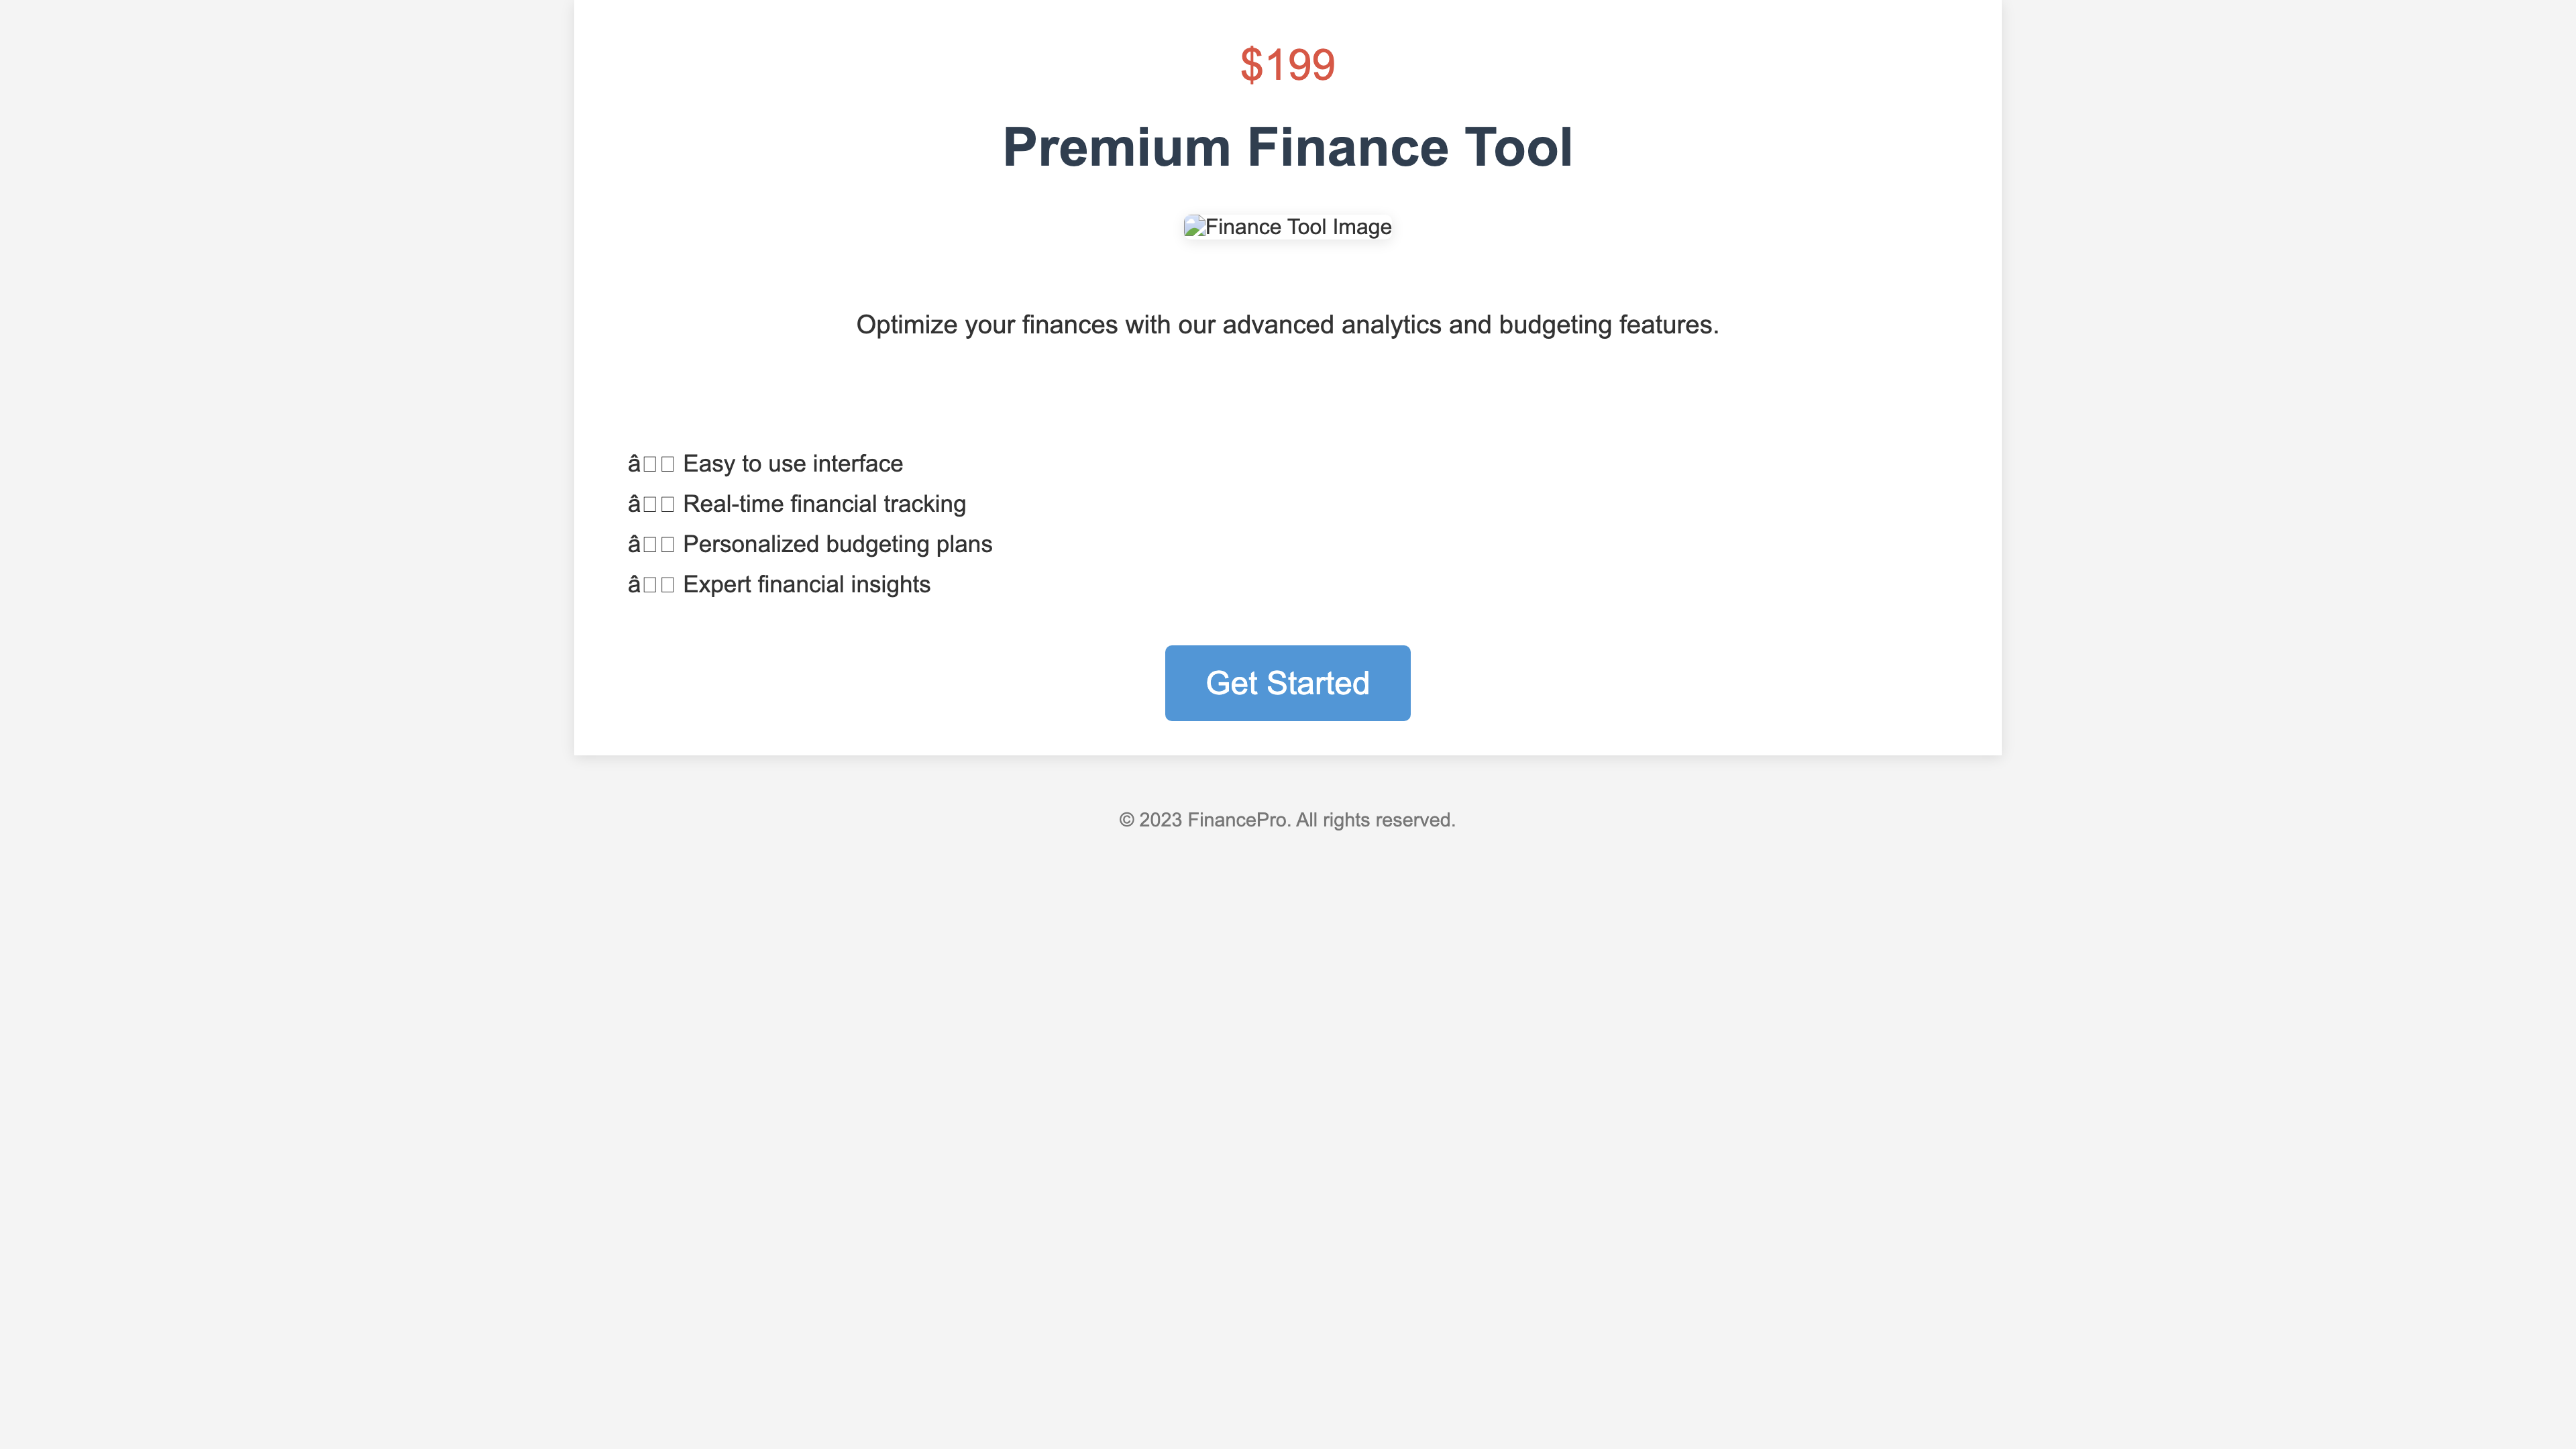 $199
Premium Finance Tool
Finance Tool Image
Optimize your finances with our advanced analytics and budgeting features.
â Easy to use interface
â Real-time financial tracking
â Personalized budgeting plans
â Expert financial insights
Get Started
© 2023 FinancePro. All rights reserved.